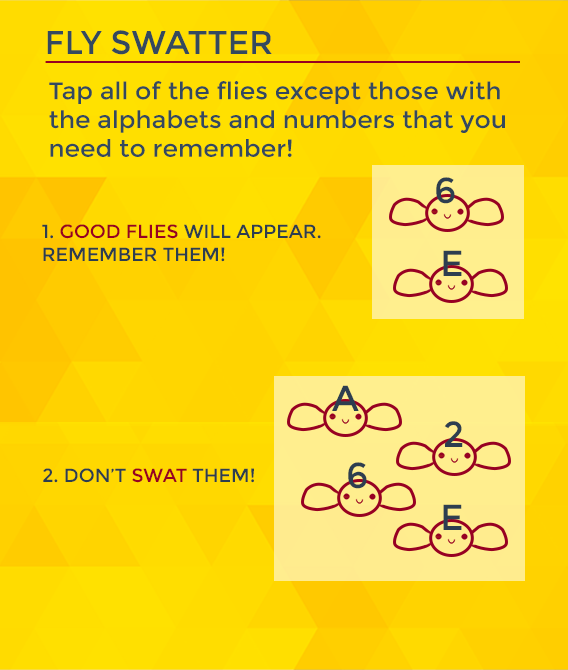 FLY SWATTER
Tap all of the flies except those with
the alphabets and numbers that you
need to remember!
6
1. GOOD FLIES WILL APPEAR.
REMEMBER THEM!
E
A
2
6
2. DON'T SWAT THEM!
E